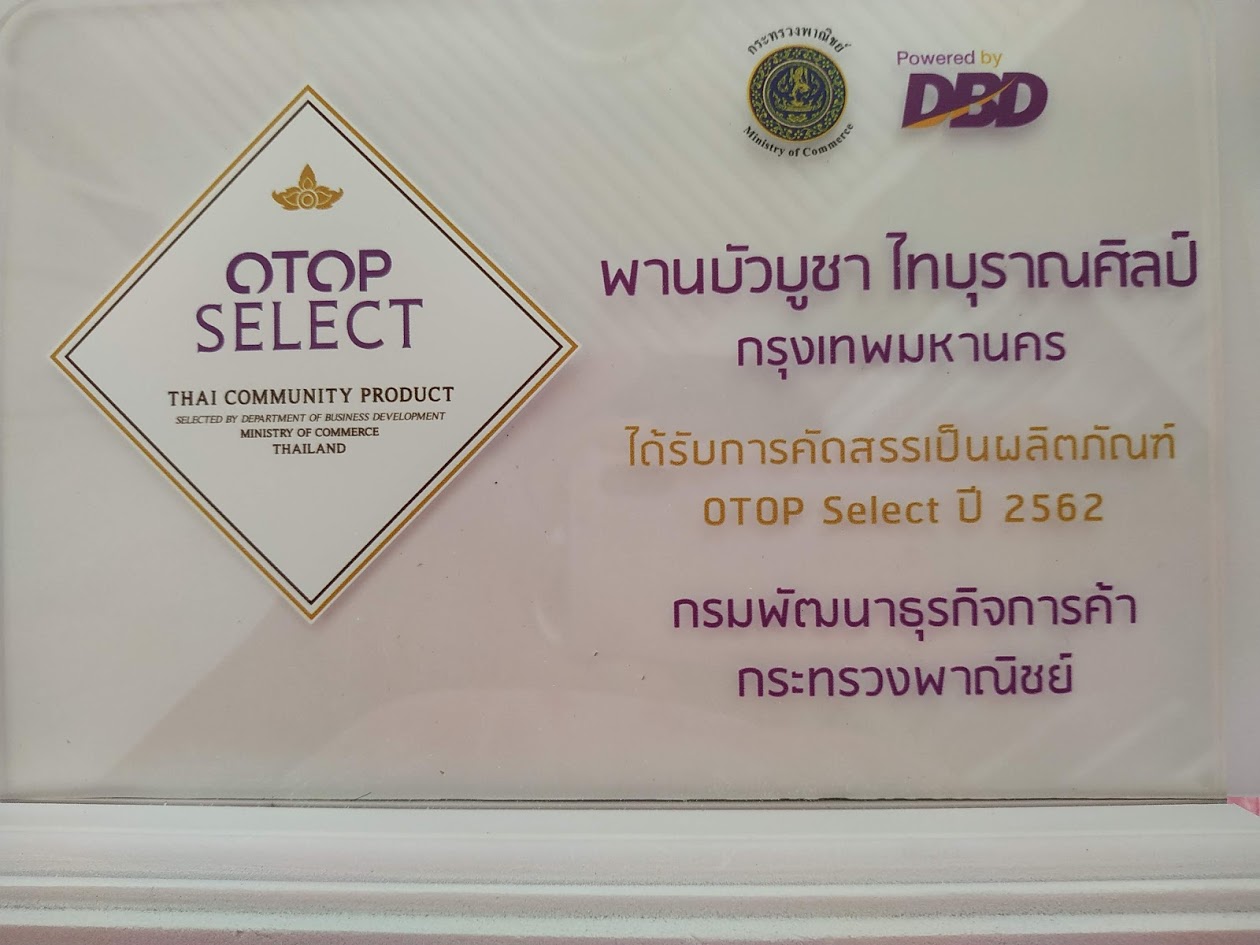 กระทรวงพาณิชย์
Ministry of Commerce
Powered by
DBD
OTOP
SELECT
THAI COMMUNITY PRODUCT
SELECTED BY DEPARTMENT OF BUSINESS DEVELOPMENT
MINISTRY OF COMMERCE
THAILAND
พานบัวบูชา ไทบุราณศิลป์
กรุงเทพมหานคร
ได้รับการคัดสรรเป็นผลิตภัณฑ์
OTOP Select ปี 2562
กรมพัฒนาธุรกิจการค้า
กระทรวงพาณิชย์